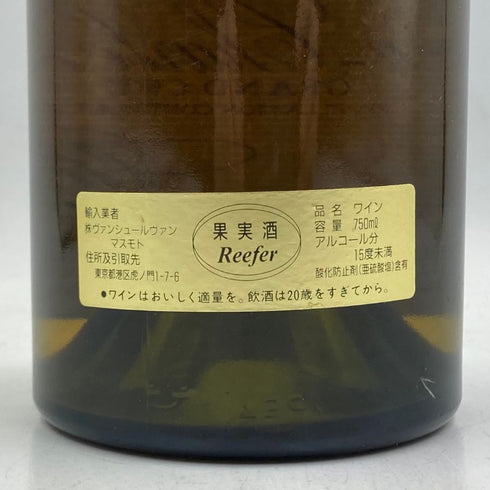 輸入業者
㈱ヴァンシュールヴァン
マスモト
住所及引取先
東京都港区虎ノ門1-7-6
果実酒
Reefer
品名 ワイン
容量 750㎖
アルコール分
15度未満
酸化防止剤(亜硫酸塩)含有
●ワインはおいしく適量を。飲酒は20歳をすぎてから。